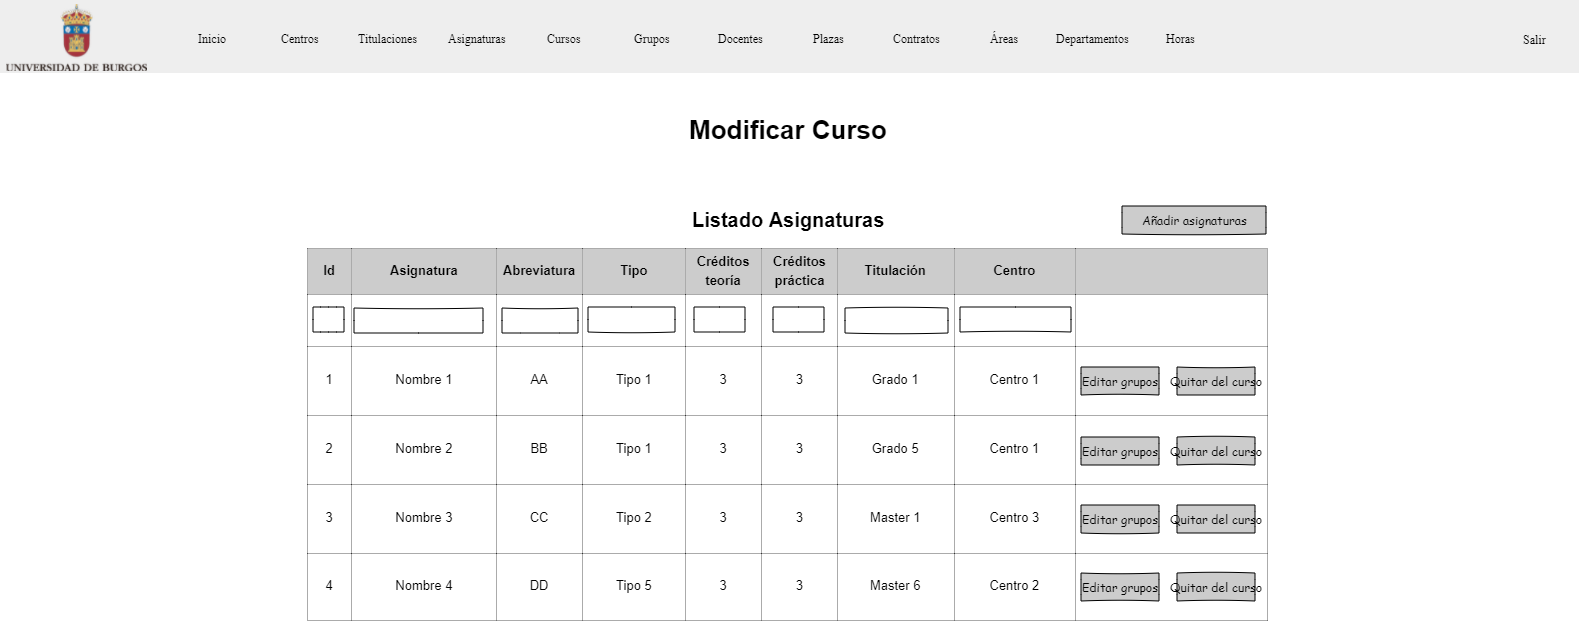 UNIVERSIDAD DE BURGOS
Inicio Centros Titulaciones Asignaturas Cursos Grupos Docentes Plazas Contratos Áreas Departamentos Horas Salir
Modificar Curso
Listado Asignaturas Añadir asignaturas
Id Asignatura Abreviatura Tipo Créditos teoría Créditos práctica Titulación Centro
1 Nombre 1 AA Tipo 1 3 3 Grado 1 Centro 1 Editar grupos Quitar del curso
2 Nombre 2 BB Tipo 1 3 3 Grado 5 Centro 1 Editar grupos Quitar del curso
3 Nombre 3 CC Tipo 2 3 3 Master 1 Centro 3 Editar grupos Quitar del curso
4 Nombre 4 DD Tipo 5 3 3 Master 6 Centro 2 Editar grupos Quitar del curso